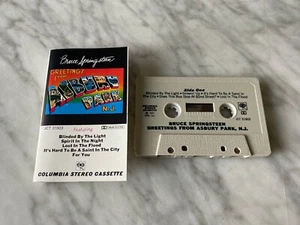 Bruce Springsteen
GREETINGS FROM
ASBURY PARK
N.J.
Featuring
Blinded By The Light
Spirit In The Night
Lost In The Flood
It's Hard To Be A Saint In The City
For You
COLUMBIA STEREO CASSETTE
Side One
BRUCE SPRINGSTEEN
GREETINGS FROM ASBURY PARK, N.J.